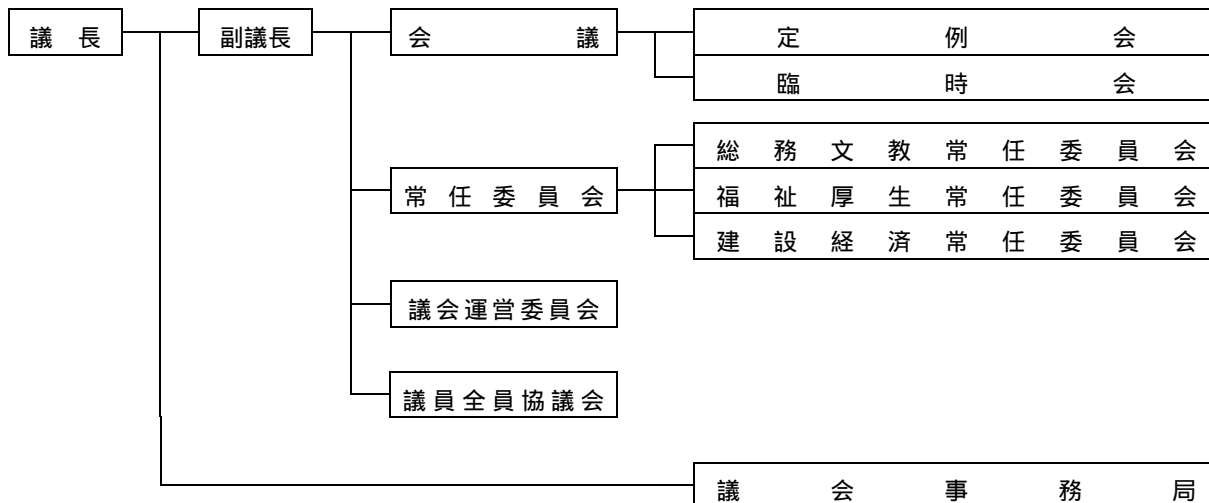 議長
副議長
会議
定例会
臨時会
総務文教常任委員会
常任委員会
福祉厚生常任委員会
建設経済常任委員会
議会運営委員会
議員全員協議会
議会事務局